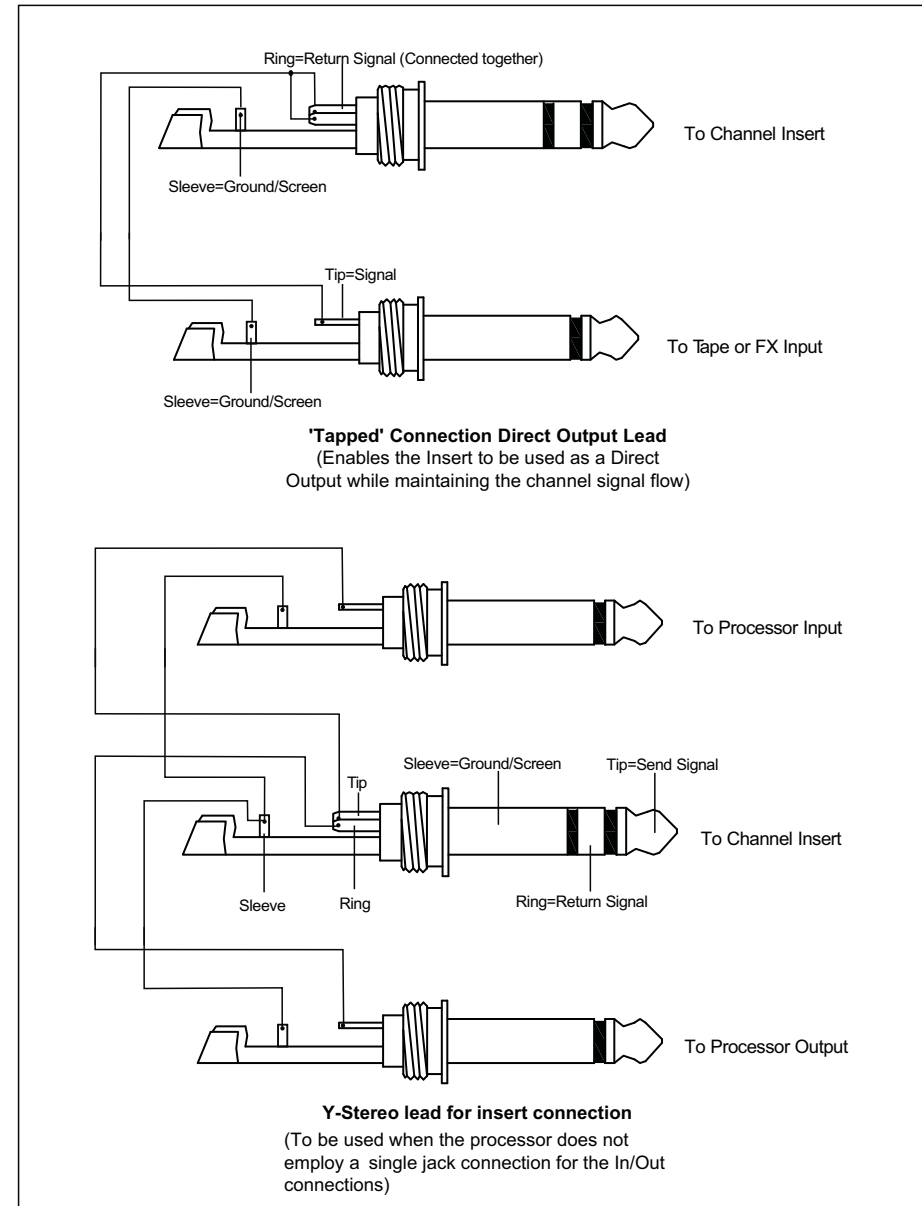 Ring=Return Signal (Connected together)
To Channel Insert
Sleeve=Ground/Screen
Tip=Signal
To Tape or FX Input
Sleeve=Ground/Screen
'Tapped' Connection Direct Output Lead
(Enables the Insert to be used as a Direct
Output while maintaining the channel signal flow)
To Processor Input
Sleeve=Ground/Screen
Tip=Send Signal
Tip
To Channel Insert
Sleeve
Ring
Ring=Return Signal
To Processor Output
Y-Stereo lead for insert connection
(To be used when the processor does not
employ a single jack connection for the In/Out
connections)